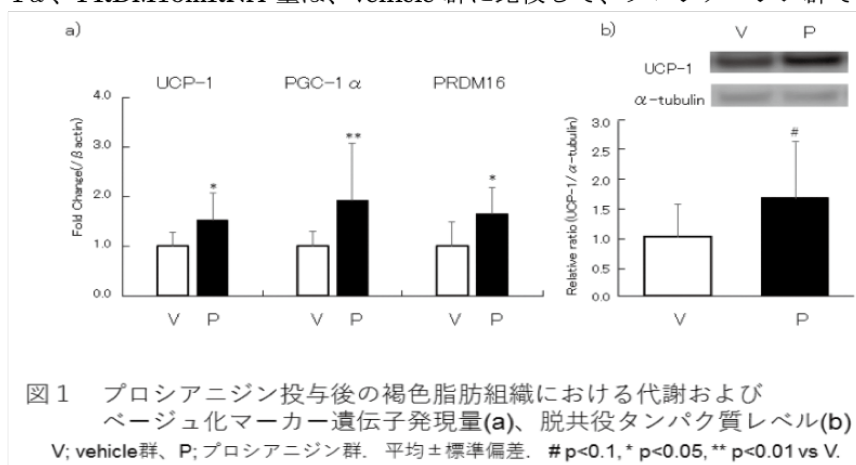 a)
UCP-1 PGC-1 α PRDM16
Fold Change(/βactin)
4.0
3.0
2.0
1.0
0.0
* ** *
V P V P V P
b)
V P
UCP-1
α-tubulin
Relative ratio (UCP-1/α-tubulin)
3.0
2.5
2.0
1.5
1.0
0.5
0.0
#
V P
図1 プロシアニジン投与後の褐色脂肪組織における代謝および
ベージュ化マーカー遺伝子発現量(a)、脱共役タンパク質レベル(b)
V; vehicle群、P; プロシアニジン群. 平均±標準偏差. # p<0.1, * p<0.05, ** p<0.01 vs V.